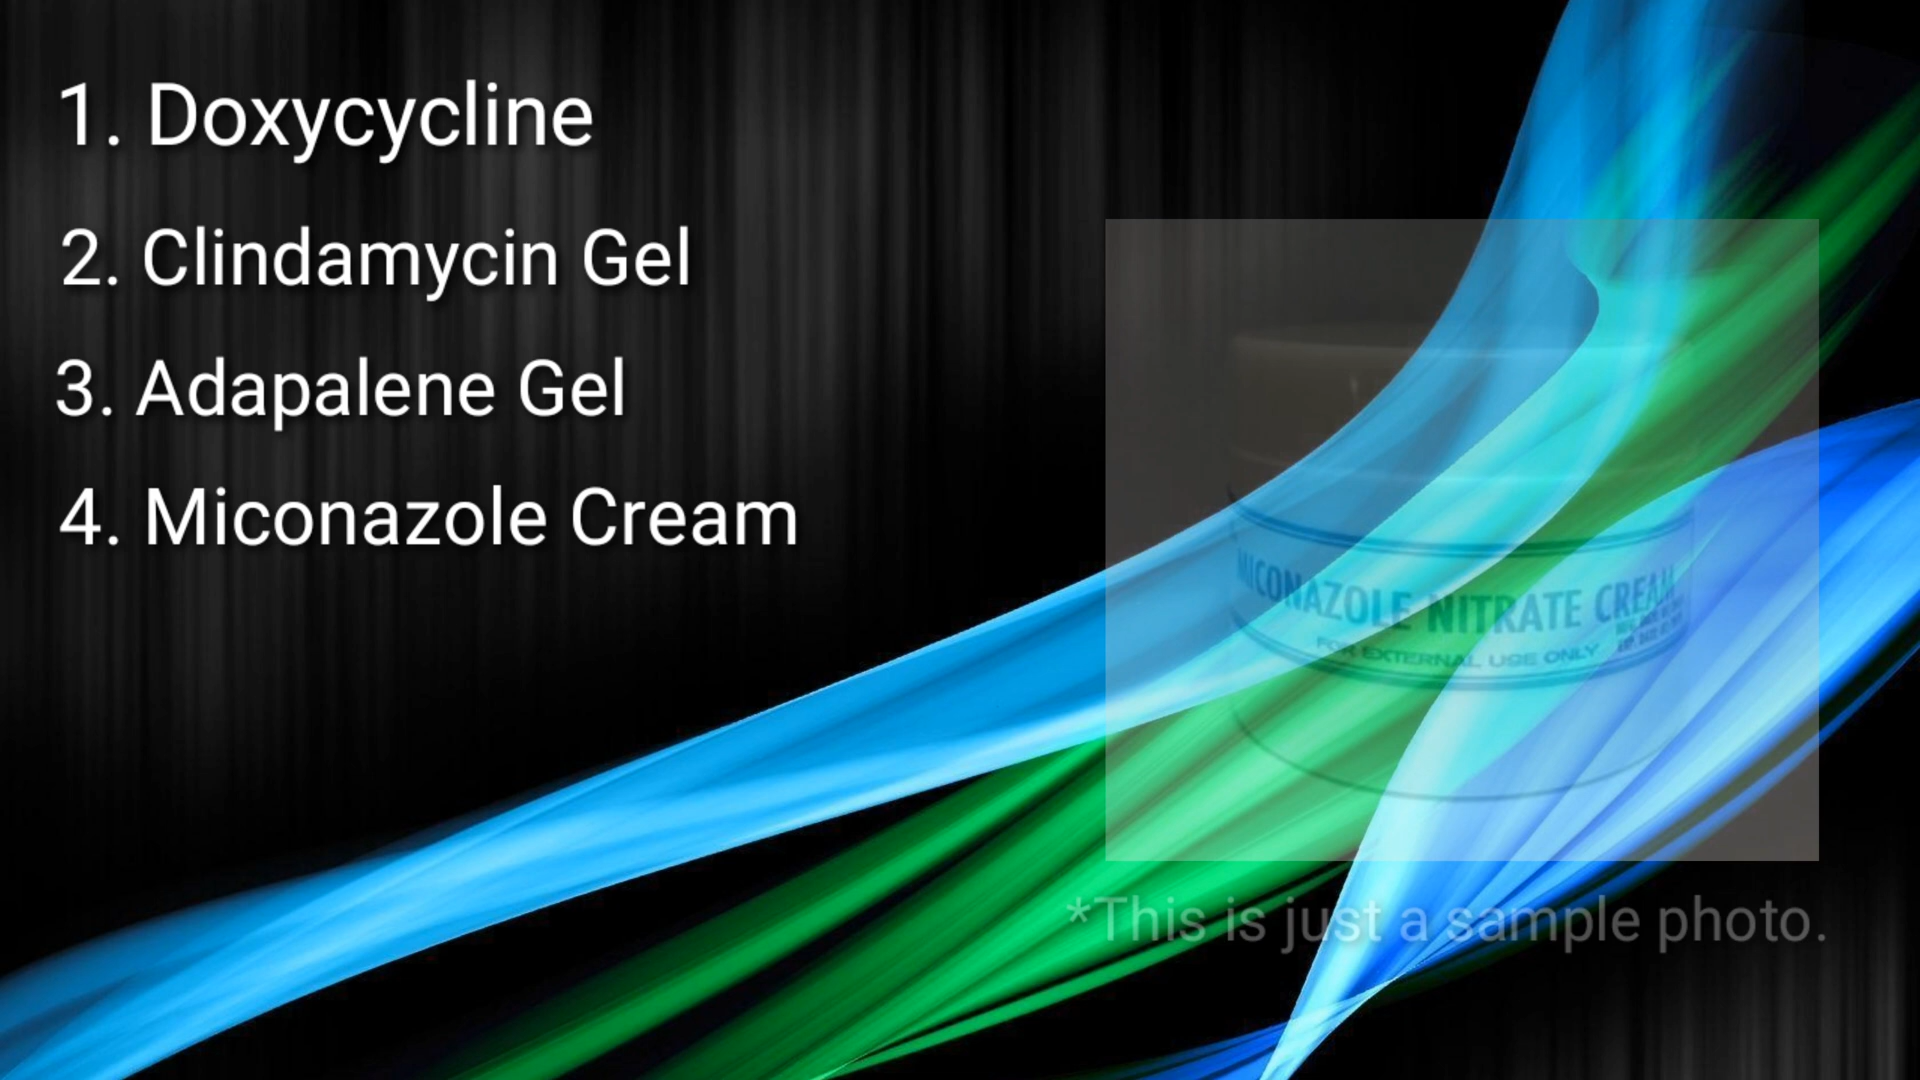 1. Doxycycline
2. Clindamycin Gel
3. Adapalene Gel
4. Miconazole Cream
MICONAZOLE NITRATE CREAM
FOR EXTERNAL USE ONLY
*This is just a sample photo.